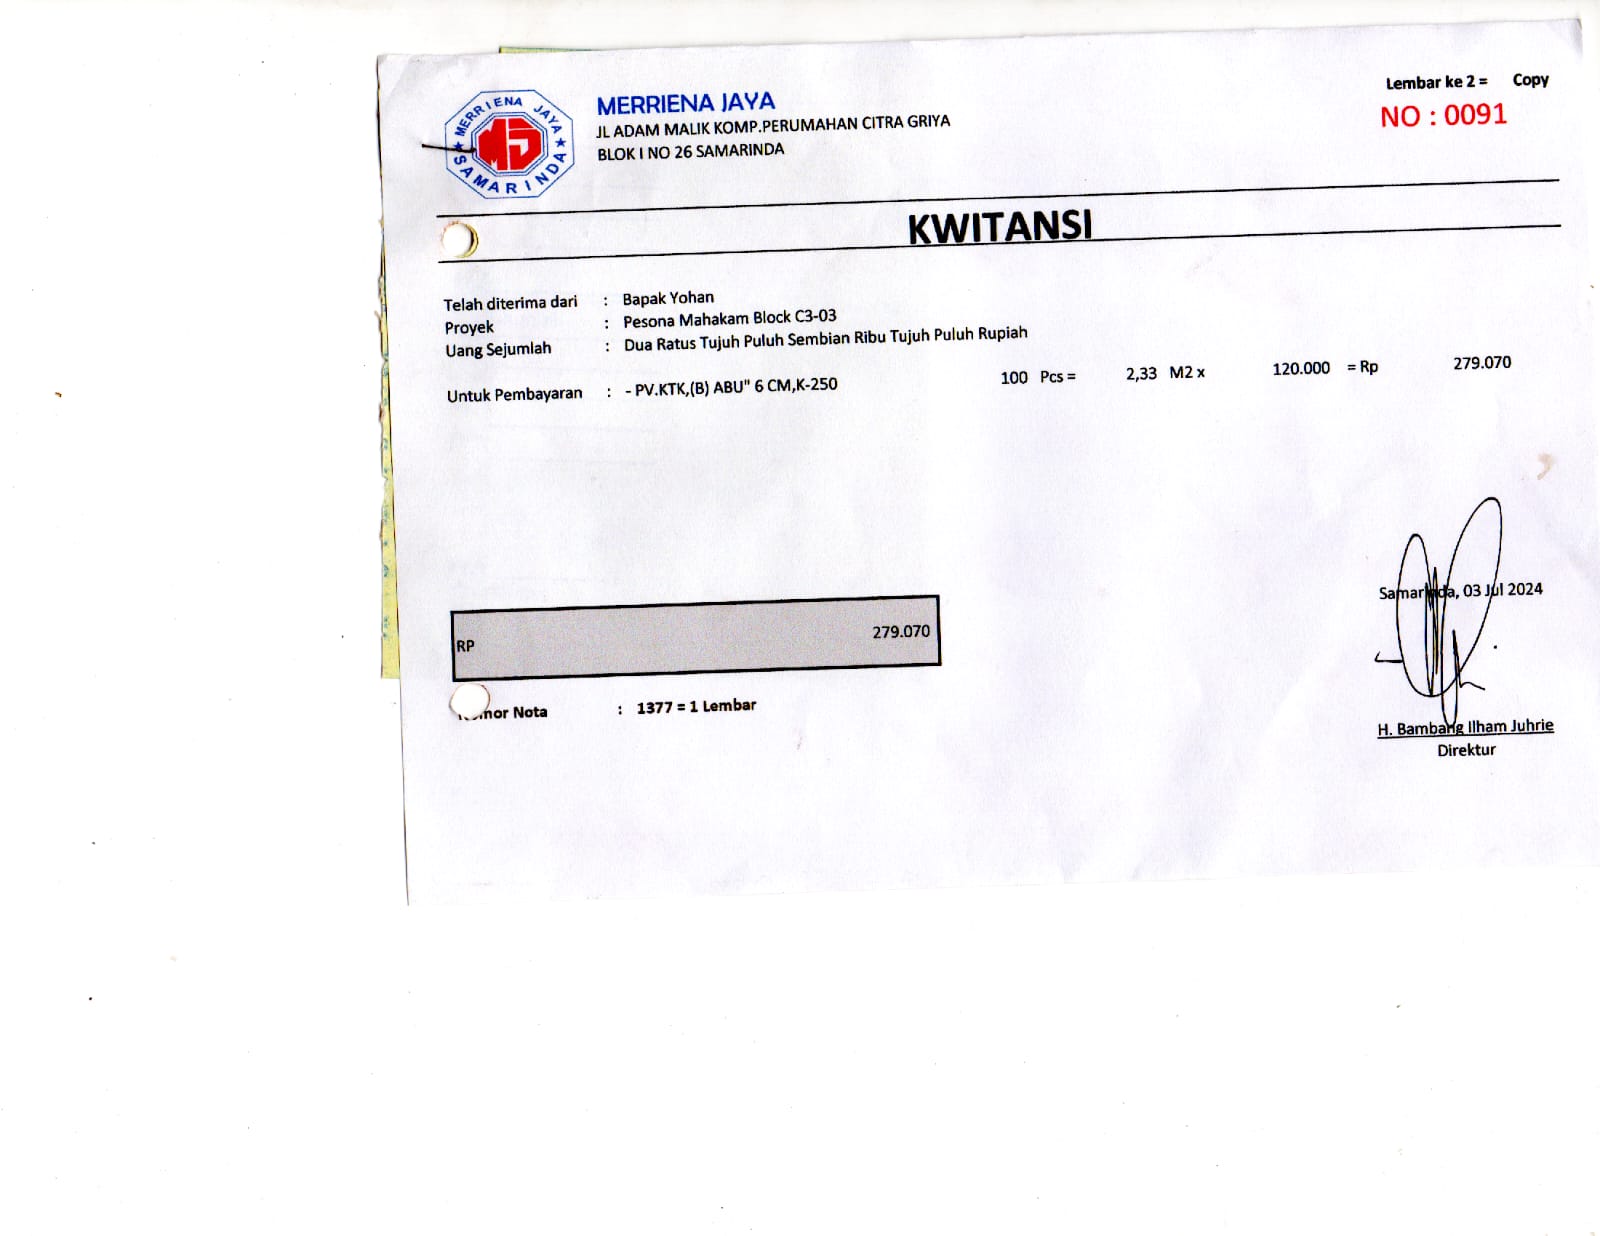 MERRIENA JAYA ★ SAMARINDA ★
MJ
MERRIENA JAYA
JL ADAM MALIK KOMP.PERUMAHAN CITRA GRIYA
BLOK I NO 26 SAMARINDA
Lembar ke 2 = Copy
NO : 0091
KWITANSI
Telah diterima dari : Bapak Yohan
Proyek : Pesona Mahakam Block C3-03
Uang Sejumlah : Dua Ratus Tujuh Puluh Sembian Ribu Tujuh Puluh Rupiah
Untuk Pembayaran : - PV.KTK,(B) ABU" 6 CM,K-250 100 Pcs = 2,33 M2 x 120.000 = Rp 279.070
Samarinda, 03 Jul 2024
RP 279.070
Nota : 1377 = 1 Lembar
H. Bambang Ilham Juhrie
Direktur